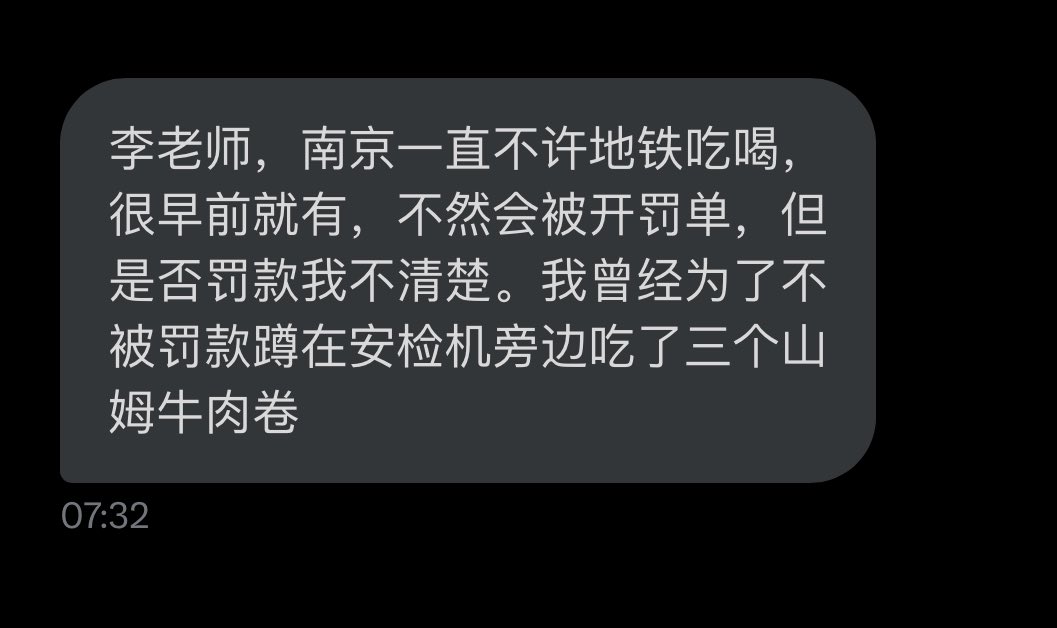 李老师，南京一直不许地铁吃喝，
很早前就有，不然会被开罚单，但
是否罚款我不清楚。我曾经为了不
被罚款蹲在安检机旁边吃了三个山
姆牛肉卷
07:32